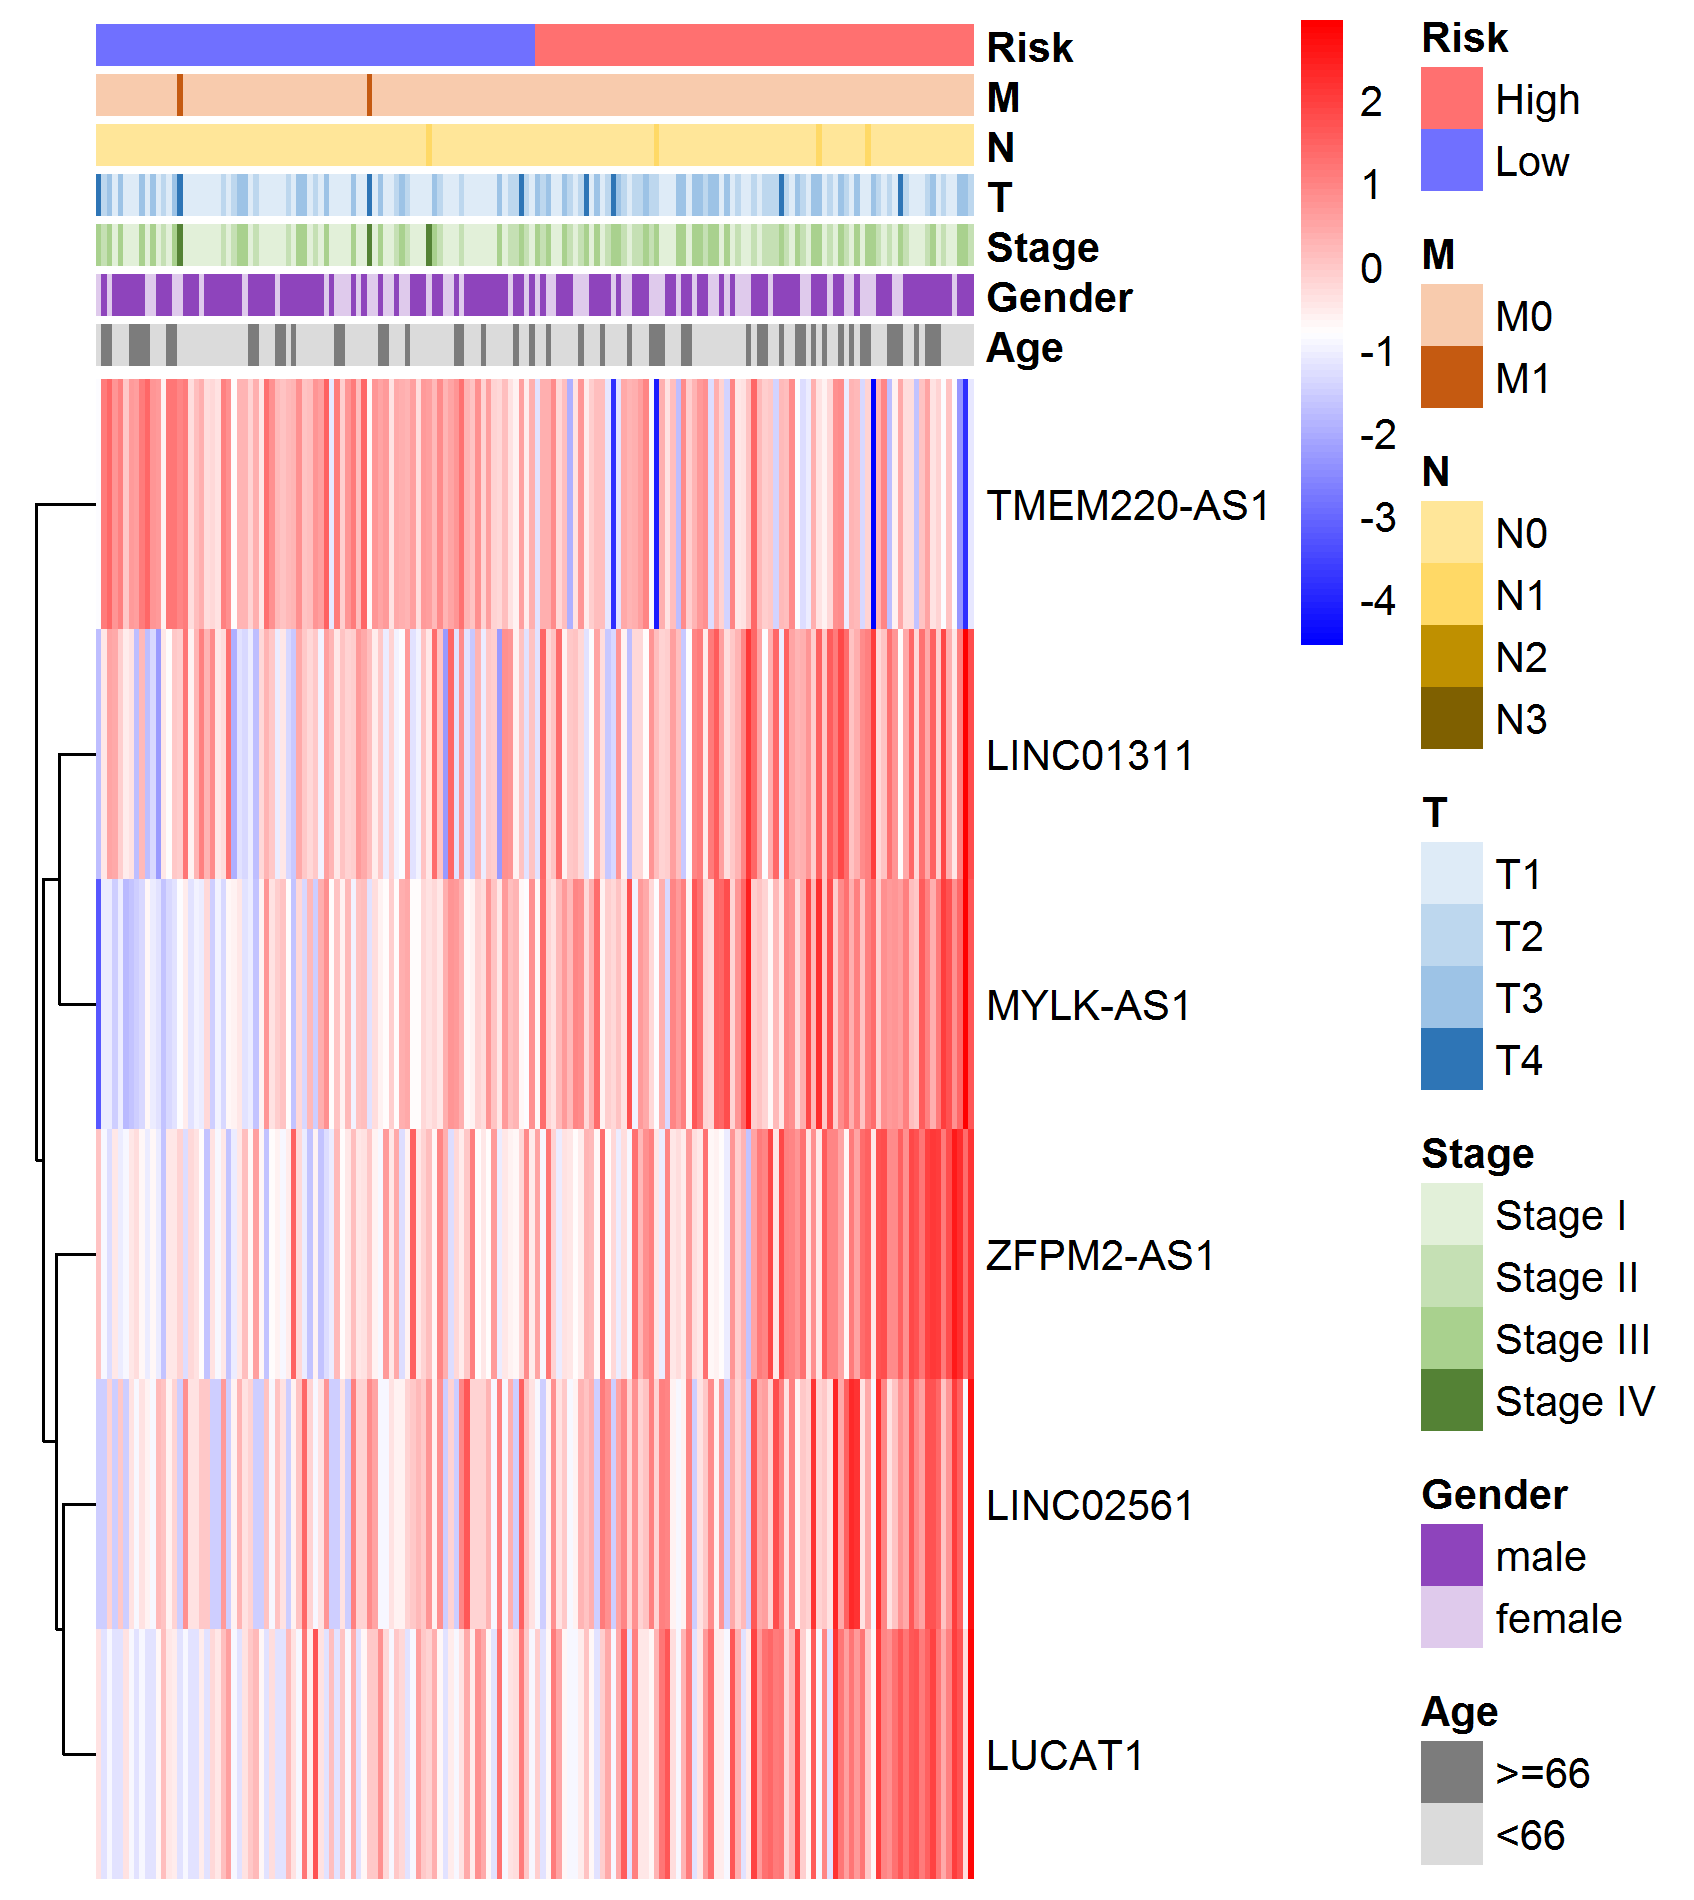 Risk
M
N
T
Stage
Gender
Age
TMEM220-AS1
LINC01311
MYLK-AS1
ZFPM2-AS1
LINC02561
LUCAT1
2
1
0
-1
-2
-3
-4
Risk
High
Low
M
M0
M1
N
N0
N1
N2
N3
T
T1
T2
T3
T4
Stage
Stage I
Stage II
Stage III
Stage IV
Gender
male
female
Age
>=66
<66